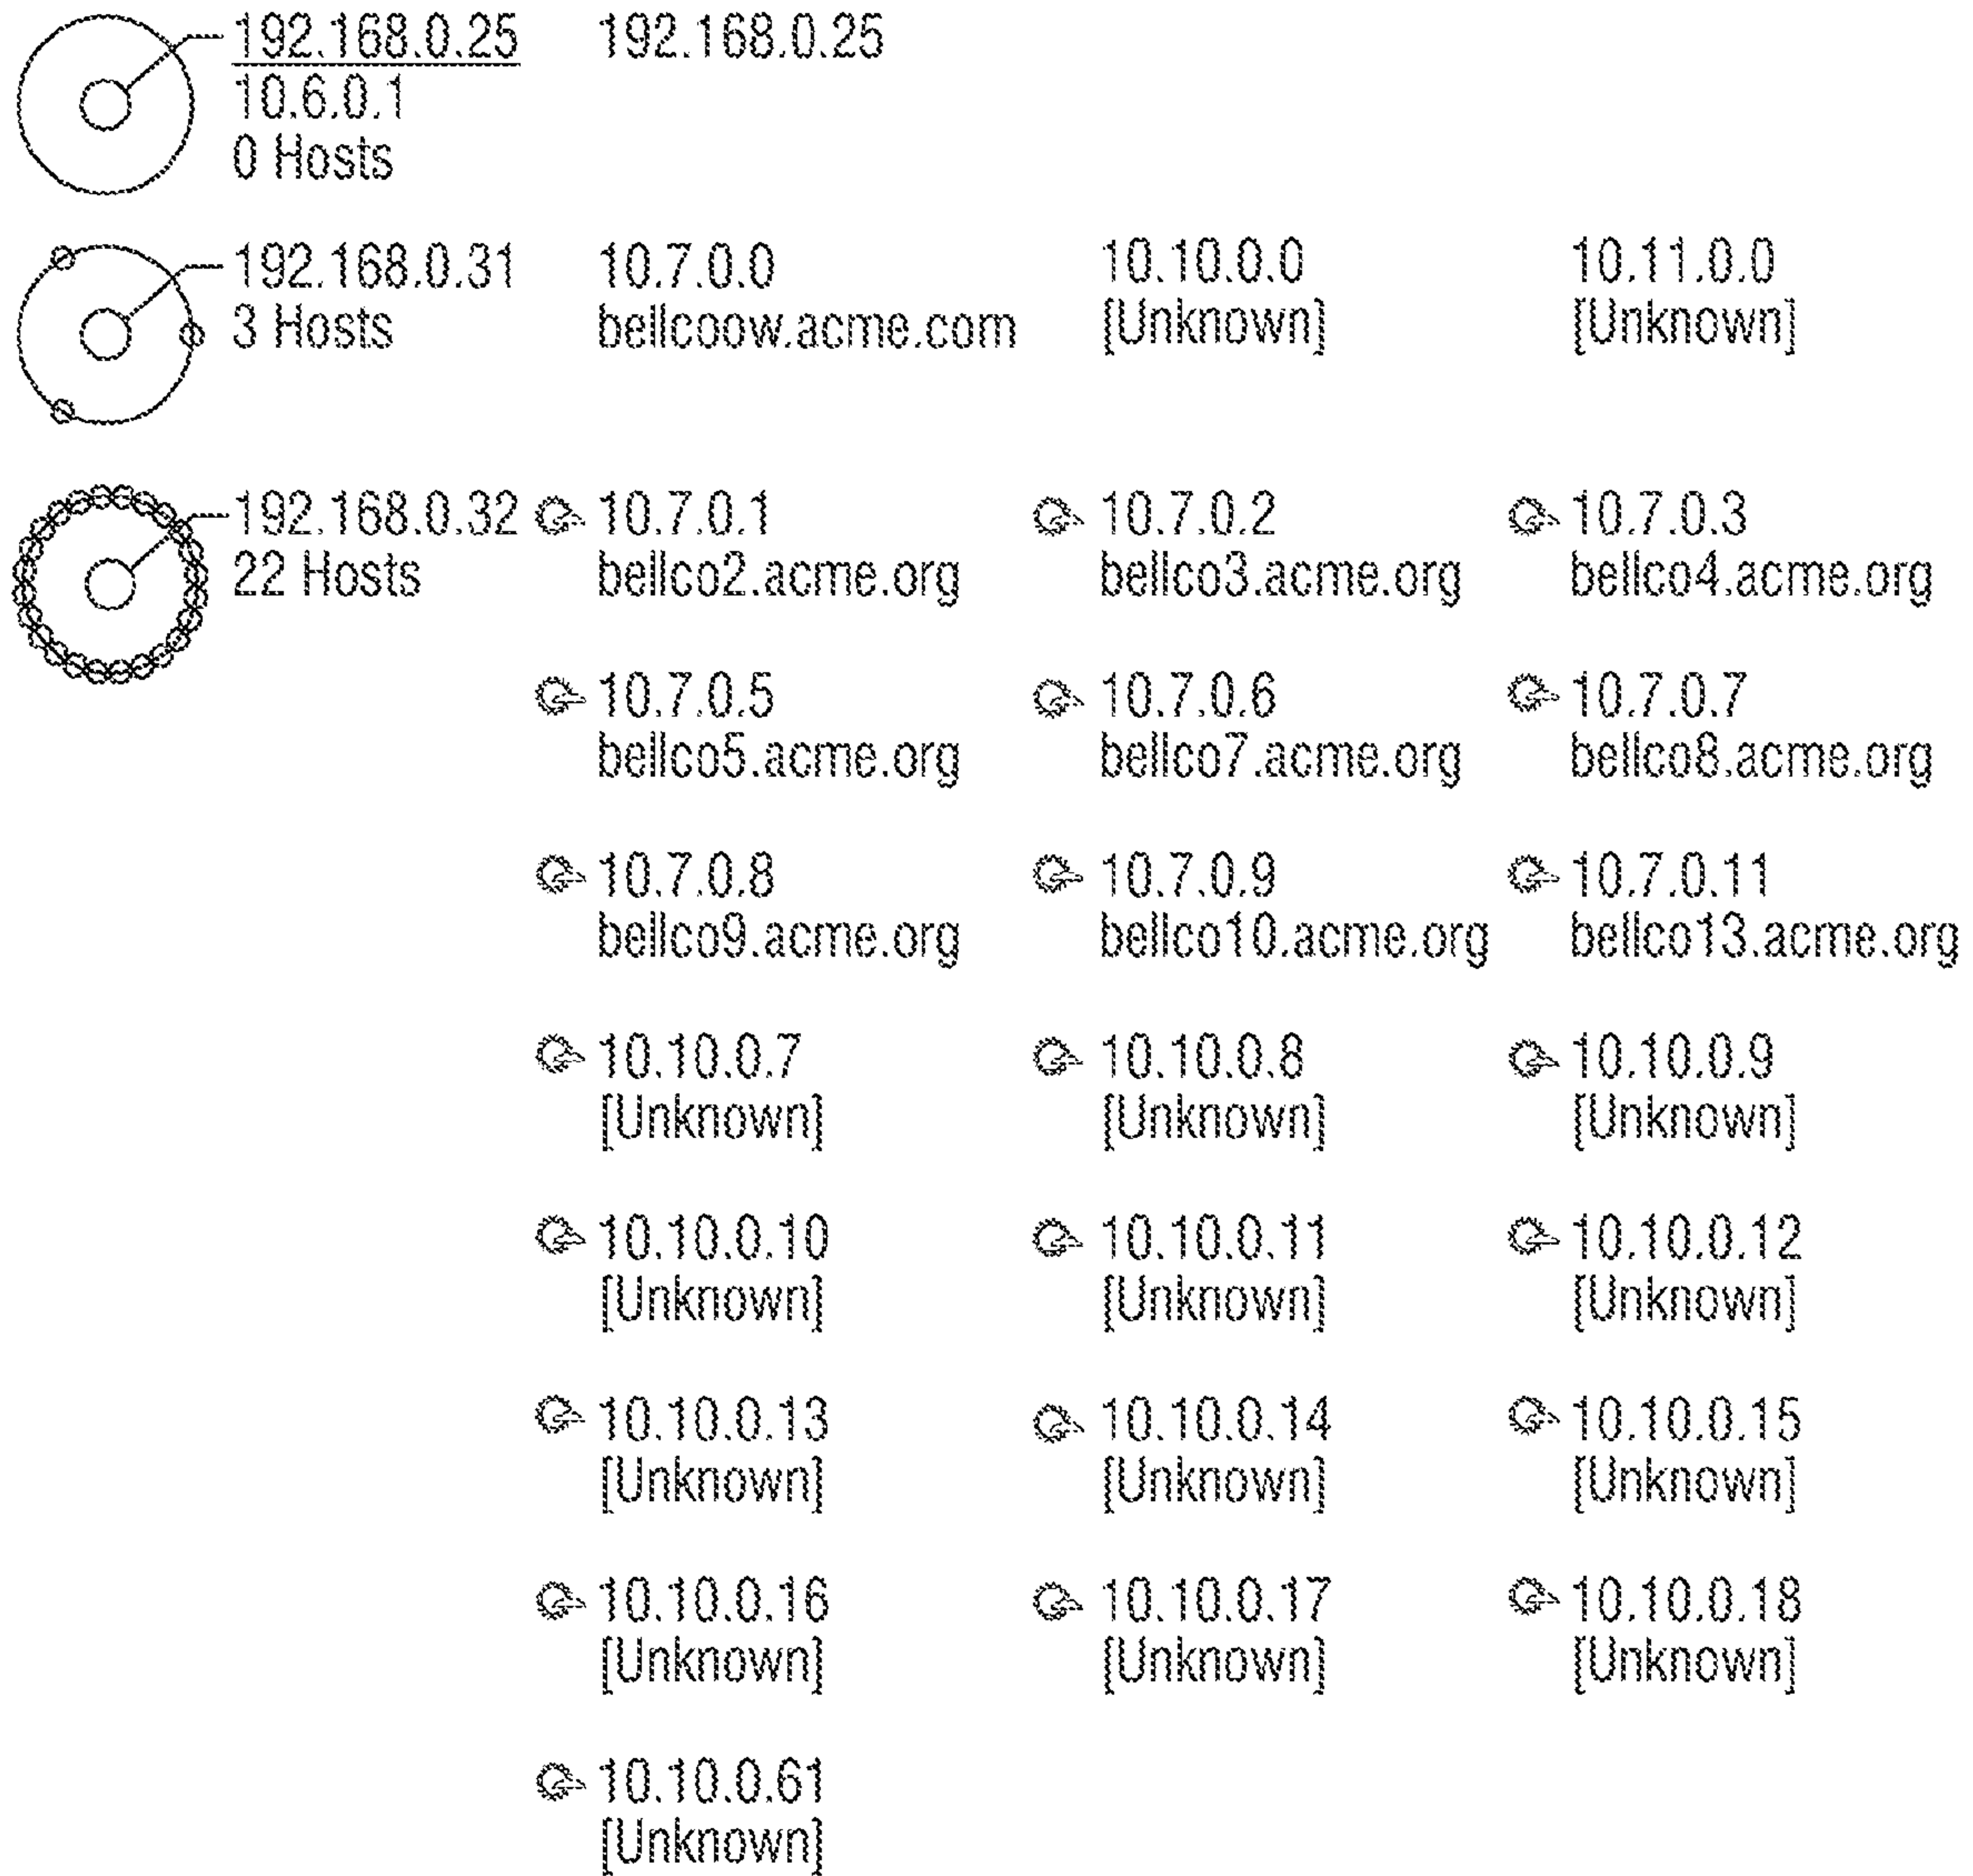 192.168.0.25 192.168.0.25
10.6.0.1
0 Hosts
192.168.0.31 10.7.0.0 10.10.0.0 10.11.0.0
3 Hosts bellcoow.acme.com [Unknown] [Unknown]
192.168.0.32 10.7.0.1 10.7.0.2 10.7.0.3
22 Hosts bellco2.acme.org bellco3.acme.org bellco4.acme.org
10.7.0.5 10.7.0.6 10.7.0.7
bellco5.acme.org bellco7.acme.org bellco8.acme.org
10.7.0.8 10.7.0.9 10.7.0.11
bellco9.acme.org bellco10.acme.org bellco13.acme.org
10.10.0.7 10.10.0.8 10.10.0.9
[Unknown] [Unknown] [Unknown]
10.10.0.10 10.10.0.11 10.10.0.12
[Unknown] [Unknown] [Unknown]
10.10.0.13 10.10.0.14 10.10.0.15
[Unknown] [Unknown] [Unknown]
10.10.0.16 10.10.0.17 10.10.0.18
[Unknown] [Unknown] [Unknown]
10.10.0.61
[Unknown]